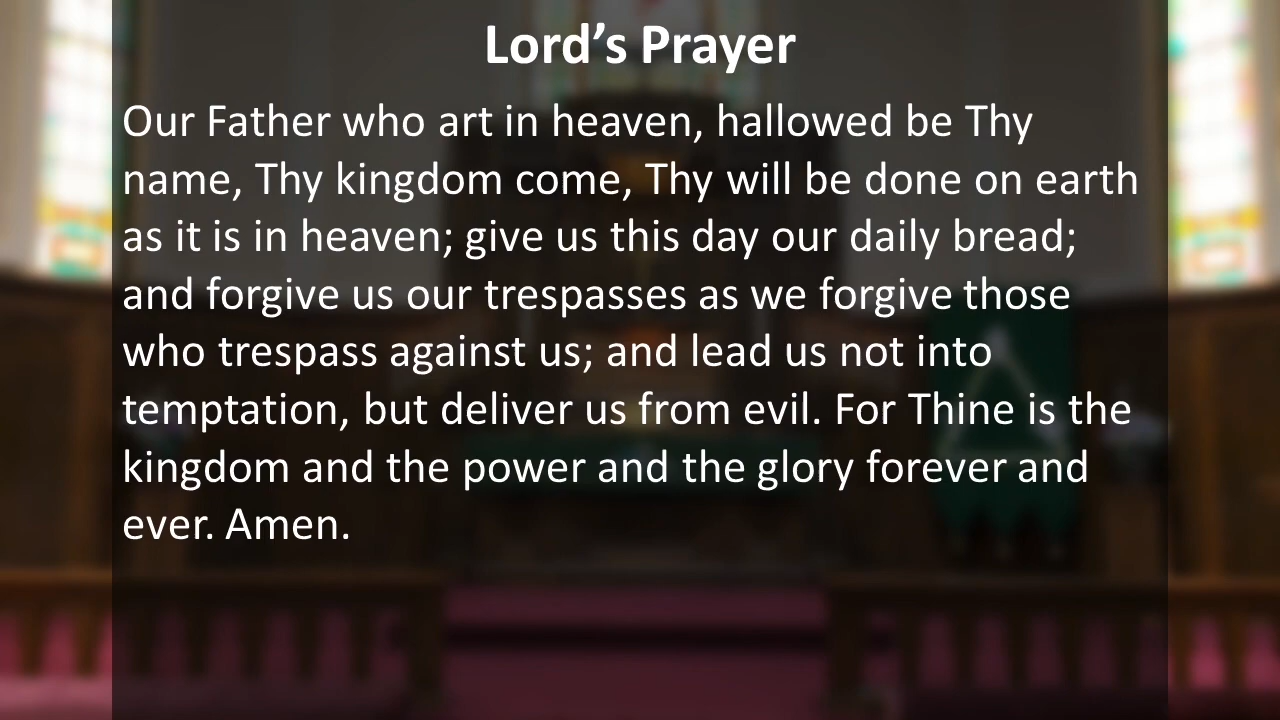 Lord’s Prayer
Our Father who art in heaven, hallowed be Thy
name, Thy kingdom come, Thy will be done on earth
as it is in heaven; give us this day our daily bread;
and forgive us our trespasses as we forgive those
who trespass against us; and lead us not into
temptation, but deliver us from evil. For Thine is the
kingdom and the power and the glory forever and
ever. Amen.